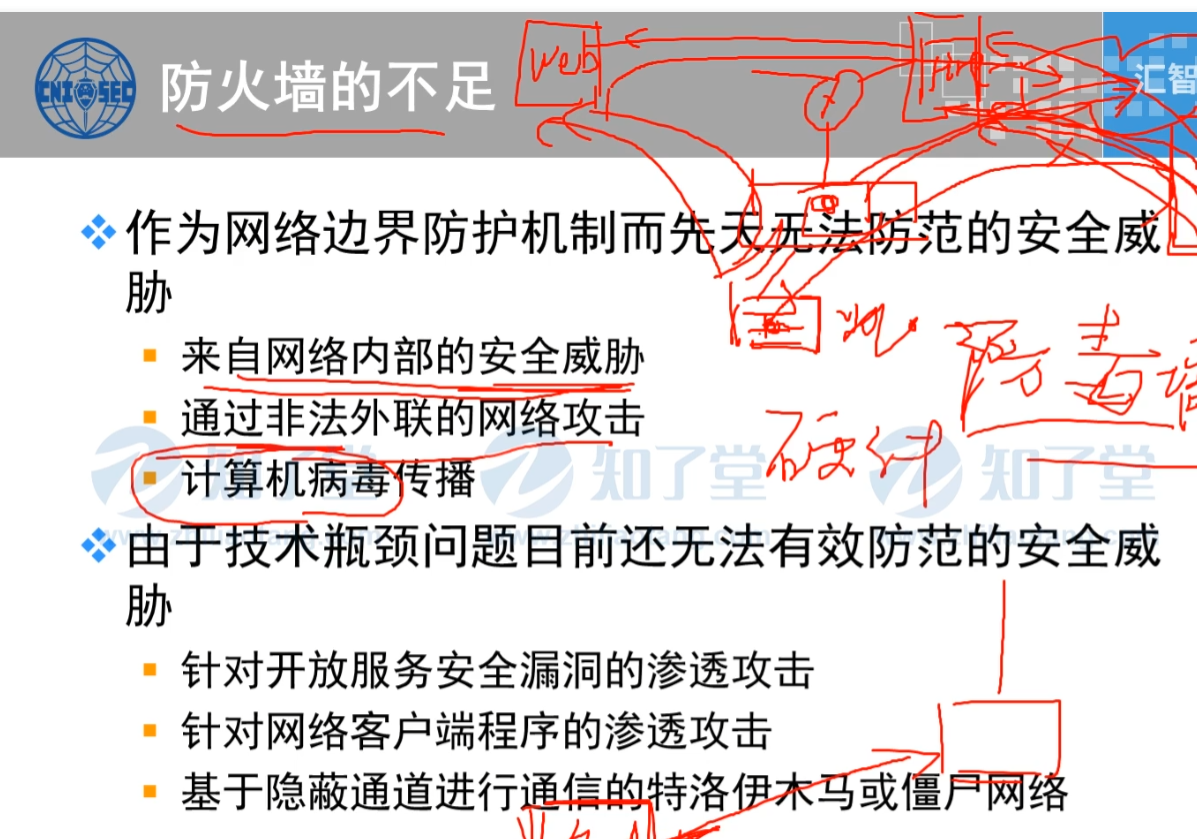 CNITSEC
防火墙的不足
Web
汇智
❖作为网络边界防护机制而先天无法防范的安全威
胁
▪ 来自网络内部的安全威胁
▪ 通过非法外联的网络攻击
防毒墙
硬件
▪ 计算机病毒传播
知了堂 知了堂 知了堂
❖由于技术瓶颈问题目前还无法有效防范的安全威
胁
▪ 针对开放服务安全漏洞的渗透攻击
▪ 针对网络客户端程序的渗透攻击
▪ 基于隐蔽通道进行通信的特洛伊木马或僵尸网络